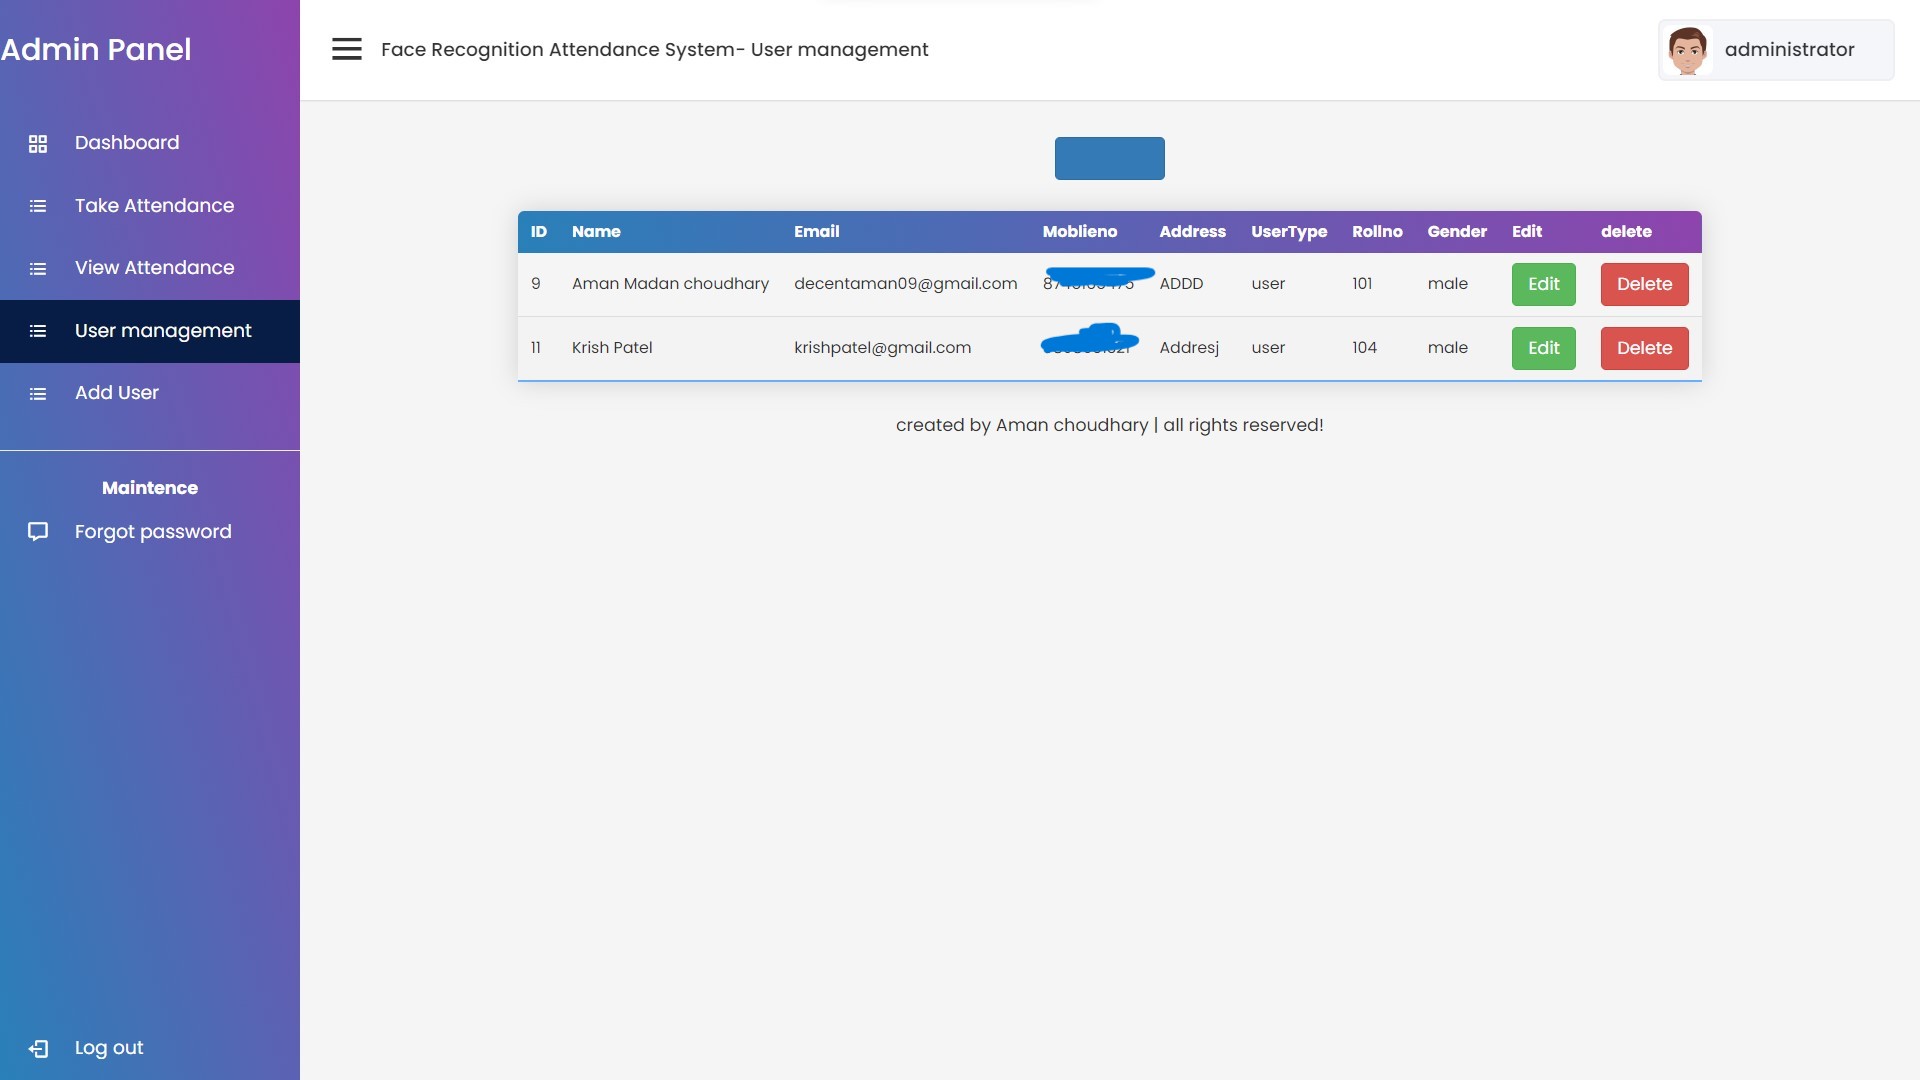 Admin Panel
Face Recognition Attendance System- User management
administrator
Dashboard
Take Attendance
View Attendance
User management
Add User
Maintence
Forgot password
Log out
ID Name Email Moblieno Address UserType Rollno Gender Edit delete
9 Aman Madan choudhary decentaman09@gmail.com ADDD user 101 male Edit Delete
11 Krish Patel krishpatel@gmail.com Addresj user 104 male Edit Delete
created by Aman choudhary | all rights reserved!